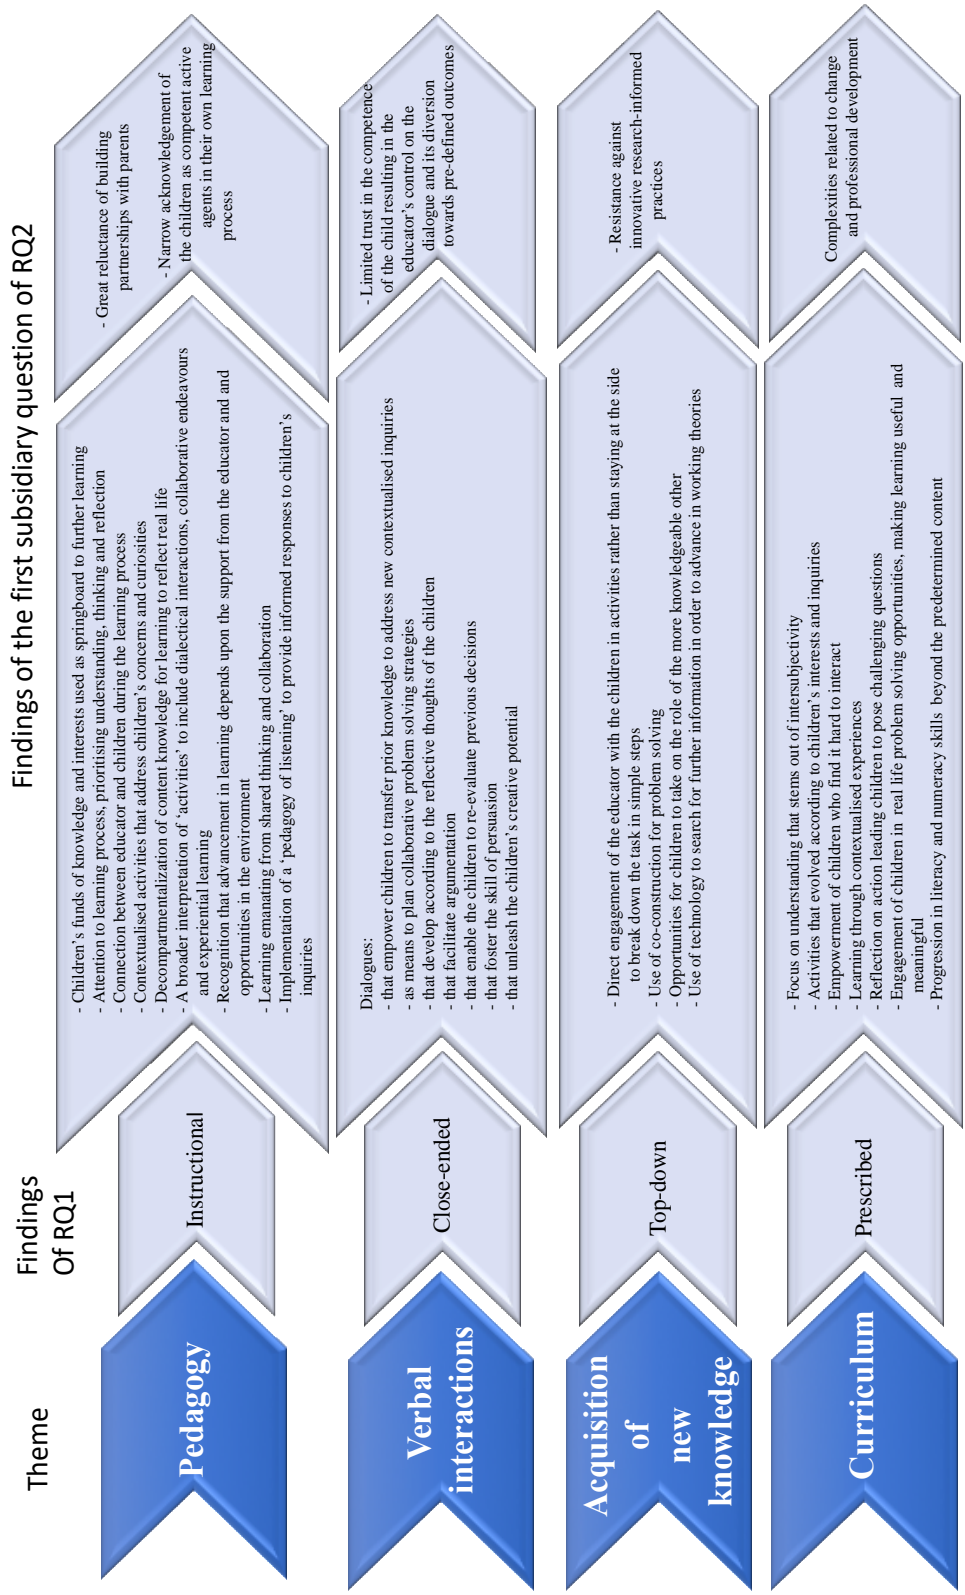 Theme
Findings
Of RQ1
Findings of the first subsidiary question of RQ2
Pedagogy
Instructional
- Children’s funds of knowledge and interests used as springboard to further learning
- Attention to learning process, prioritising understanding, thinking and reflection
- Connection between educator and children during the learning process
- Contextualised activities that address children’s concerns and curiosities
- Decompartmentalization of content knowledge for learning to reflect real life
- A broader interpretation of ‘activities’ to include dialectical interactions, collaborative endeavours
and experiential learning
- Recognition that advancement in learning depends upon the support from the educator and and
opportunities in the environment
- Learning emanating from shared thinking and collaboration
- Implementation of a ‘pedagogy of listening’ to provide informed responses to children’s
inquiries
- Great reluctance of building
partnerships with parents
- Narrow acknowledgement of
the children as competent active
agents in their own learning
process
Verbal
interactions
Close-ended
Dialogues:
- that empower children to transfer prior knowledge to address new contextualised inquiries
- as means to plan collaborative problem solving strategies
- that develop according to the reflective thoughts of the children
- that facilitate argumentation
- that enable the children to re-evaluate previous decisions
- that foster the skill of persuasion
- that unleash the children’s creative potential
- Limited trust in the competence
of the child resulting in the
educator’s control on the
dialogue and its diversion
towards pre-defined outcomes
Acquisition
of
new
knowledge
Top-down
- Direct engagement of the educator with the children in activities rather than staying at the side
to break down the task in simple steps
- Use of co-construction for problem solving
- Opportunities for children to take on the role of the more knowledgeable other
- Use of technology to search for further information in order to advance in working theories
- Resistance against
innovative research-informed
practices
Curriculum
Prescribed
- Focus on understanding that stems out of intersubjectivity
- Activities that evolved according to children’s interests and inquiries
- Empowerment of children who find it hard to interact
- Learning through contextualised experiences
- Reflection on action leading children to pose challenging questions
- Engagement of children in real life problem solving opportunities, making learning useful and
meaningful
- Progression in literacy and numeracy skills beyond the predetermined content
Complexities related to change
and professional development